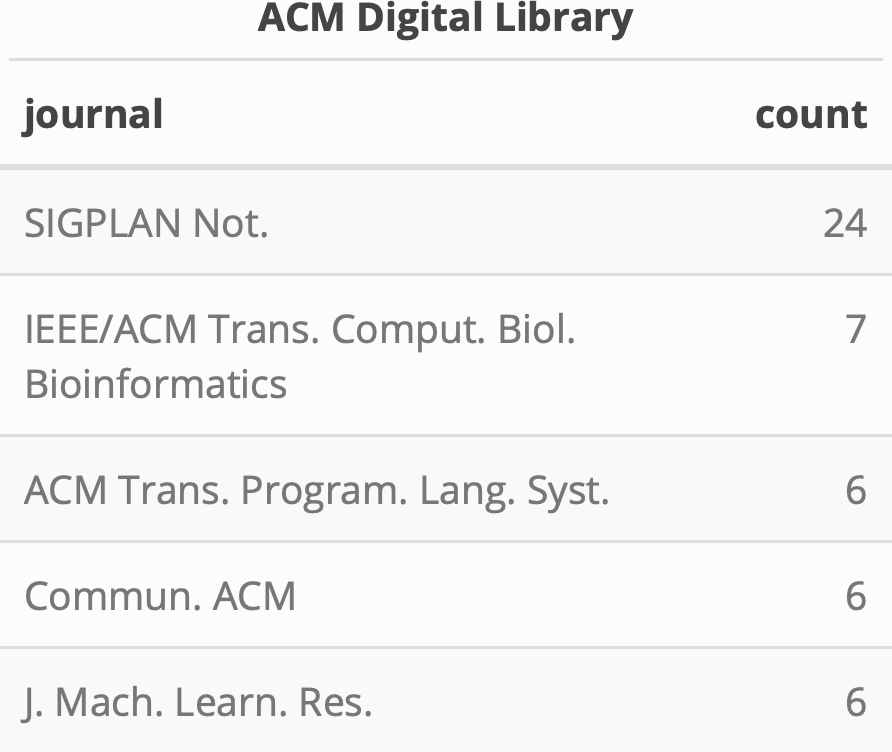 ACM Digital Library
journal count
SIGPLAN Not. 24
IEEE/ACM Trans. Comput. Biol. 7
Bioinformatics
ACM Trans. Program. Lang. Syst. 6
Commun. ACM 6
J. Mach. Learn. Res. 6